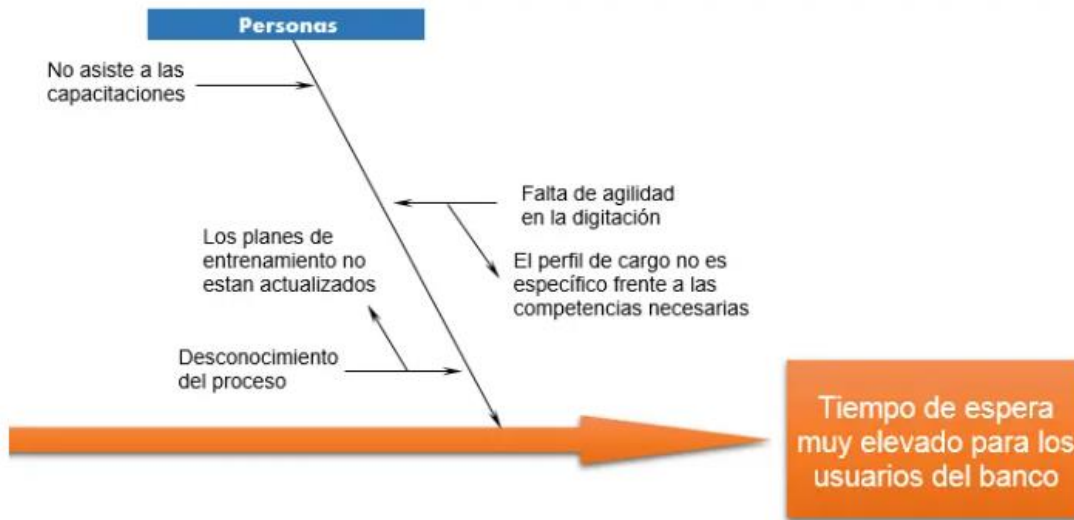 Personas
No asiste a las
capacitaciones
Falta de agilidad
en la digitación
Los planes de
entrenamiento no
estan actualizados
El perfil de cargo no es
específico frente a las
competencias necesarias
Desconocimiento
del proceso
Tiempo de espera
muy elevado para los
usuarios del banco